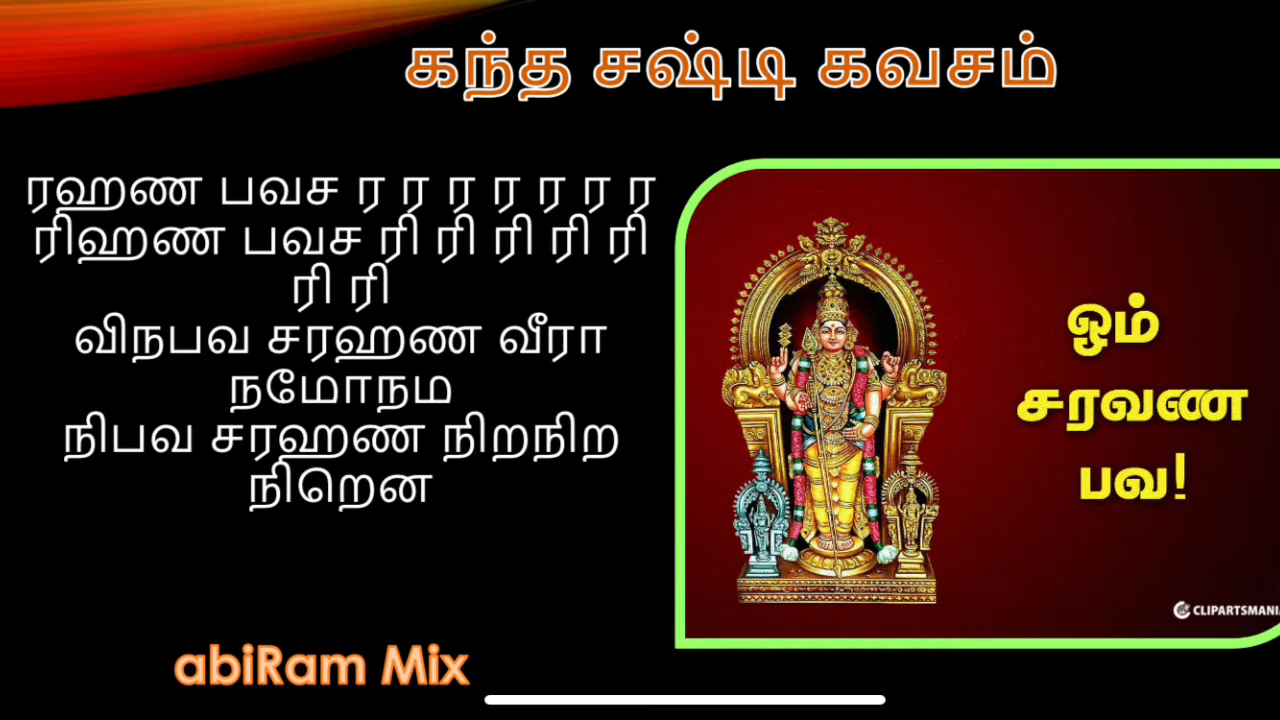 கந்த சஷ்டி கவசம்
ரஹண பவச ர ர ர ர ர ர ர
ரிஹண பவச ரி ரி ரி ரி ரி
ரி ரி
விநபவ சரஹண வீரா
நமோநம
நிபவ சரஹண நிறநிற
நிறென
ஓம்
சரவண
பவ!
CLIPARTSMANIA
abiRam Mix